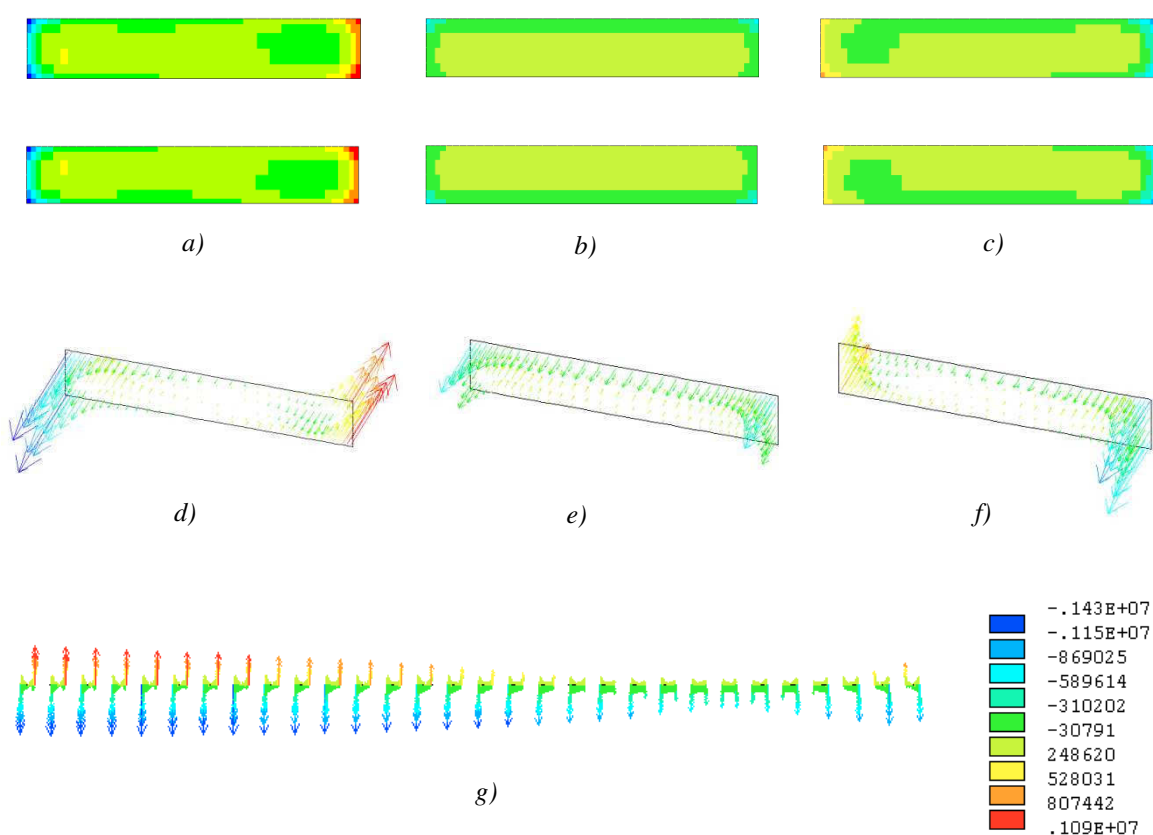 a)
b)
c)
d)
e)
f)
g)
-.143E+07
-.115E+07
-869025
-589614
-310202
-30791
248620
528031
807442
.109E+07